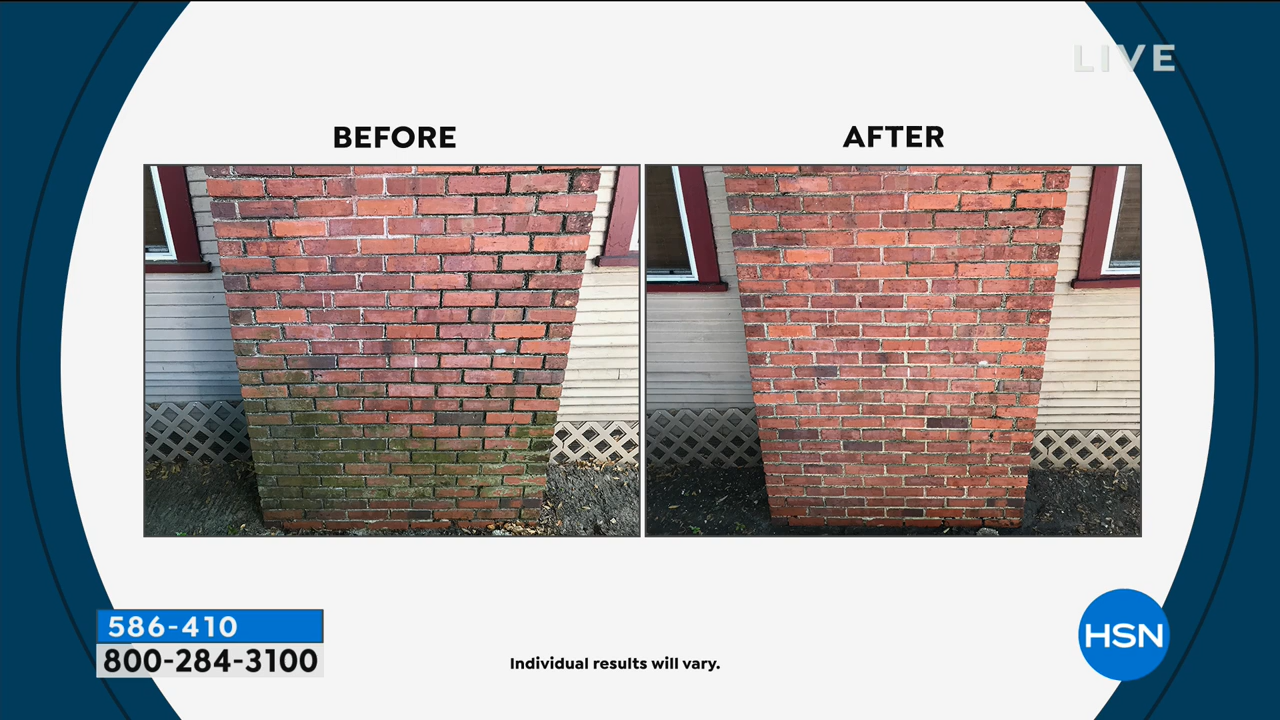 LIVE
BEFORE
AFTER
586-410
800-284-3100
Individual results will vary.
HSN